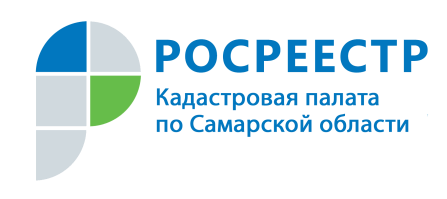 РОСРЕЕСТР
Кадастровая палата
по Самарской области